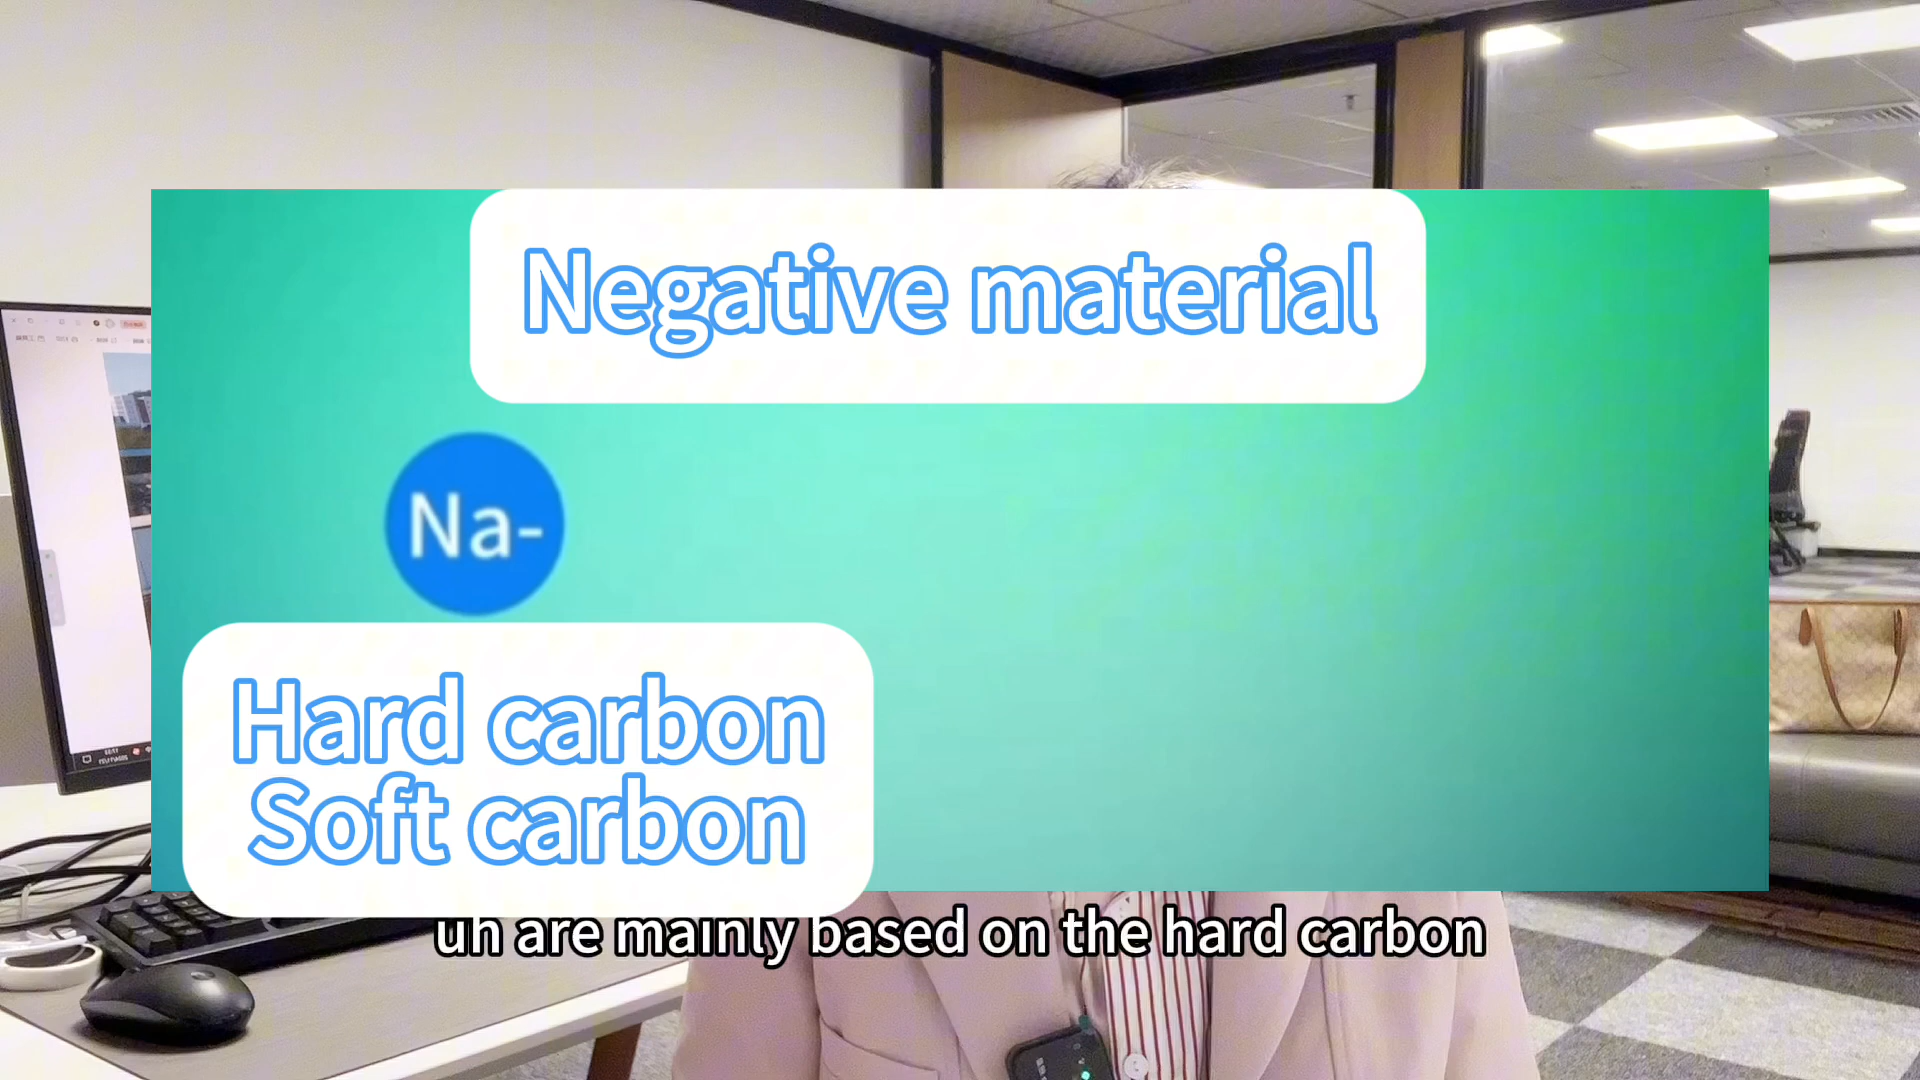 Negative material
Na-
Hard carbon
Soft carbon
uh are mainly based on the hard carbon